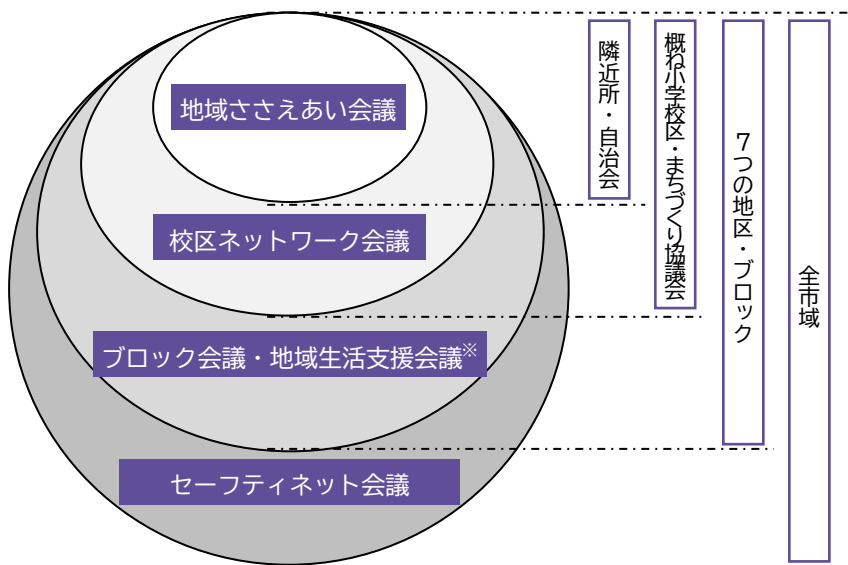 地域ささえあい会議
校区ネットワーク会議
ブロック会議・地域生活支援会議※
セーフティネット会議
隣近所・自治会
概ね小学校区・まちづくり協議会
７つの地区・ブロック
全市域